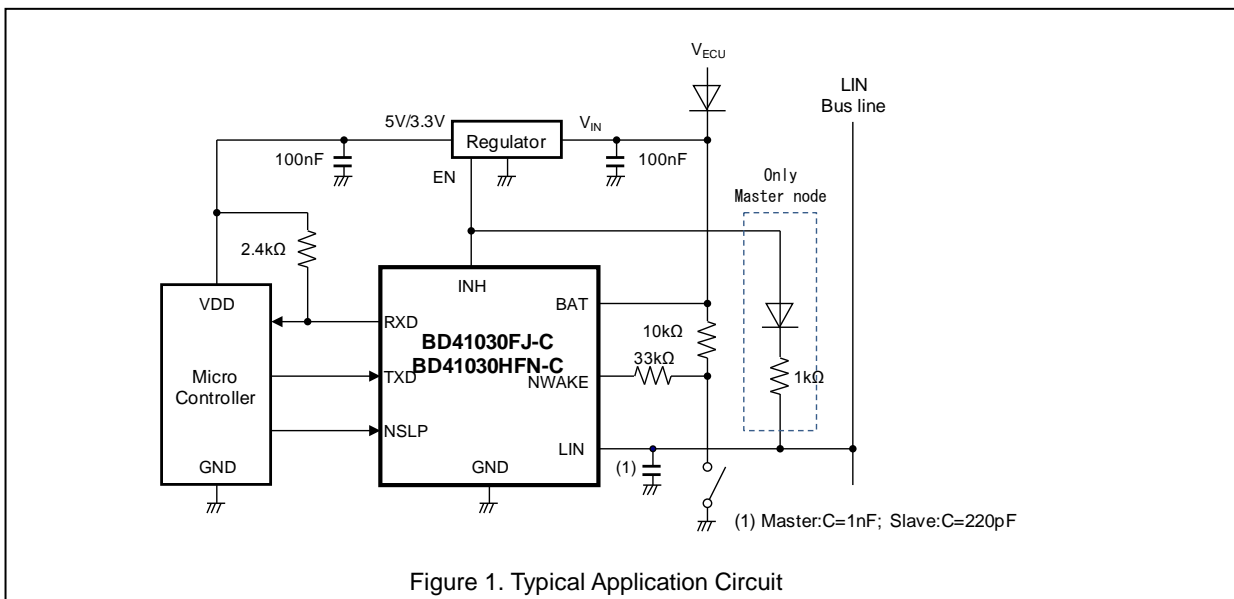 V_ECU
LIN
Bus line
5V/3.3V
Regulator
V_IN
100nF
100nF
EN
Only
Master node
2.4kΩ
VDD
INH
BAT
RXD
BD41030FJ-C
BD41030HFN-C
10kΩ
33kΩ
Micro
Controller
TXD
NWAKE
1kΩ
NSLP
LIN
GND
GND
(1)
(1) Master:C=1nF; Slave:C=220pF
Figure 1. Typical Application Circuit